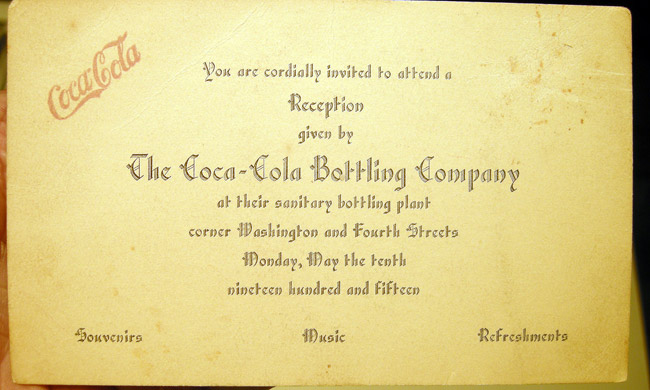 Coca-Cola
You are cordially invited to attend a
Reception
given by
The Coca-Cola Bottling Company
at their sanitary bottling plant
corner Washington and Fourth Streets
Monday, May the tenth
nineteen hundred and fifteen
Souvenirs Music Refreshments